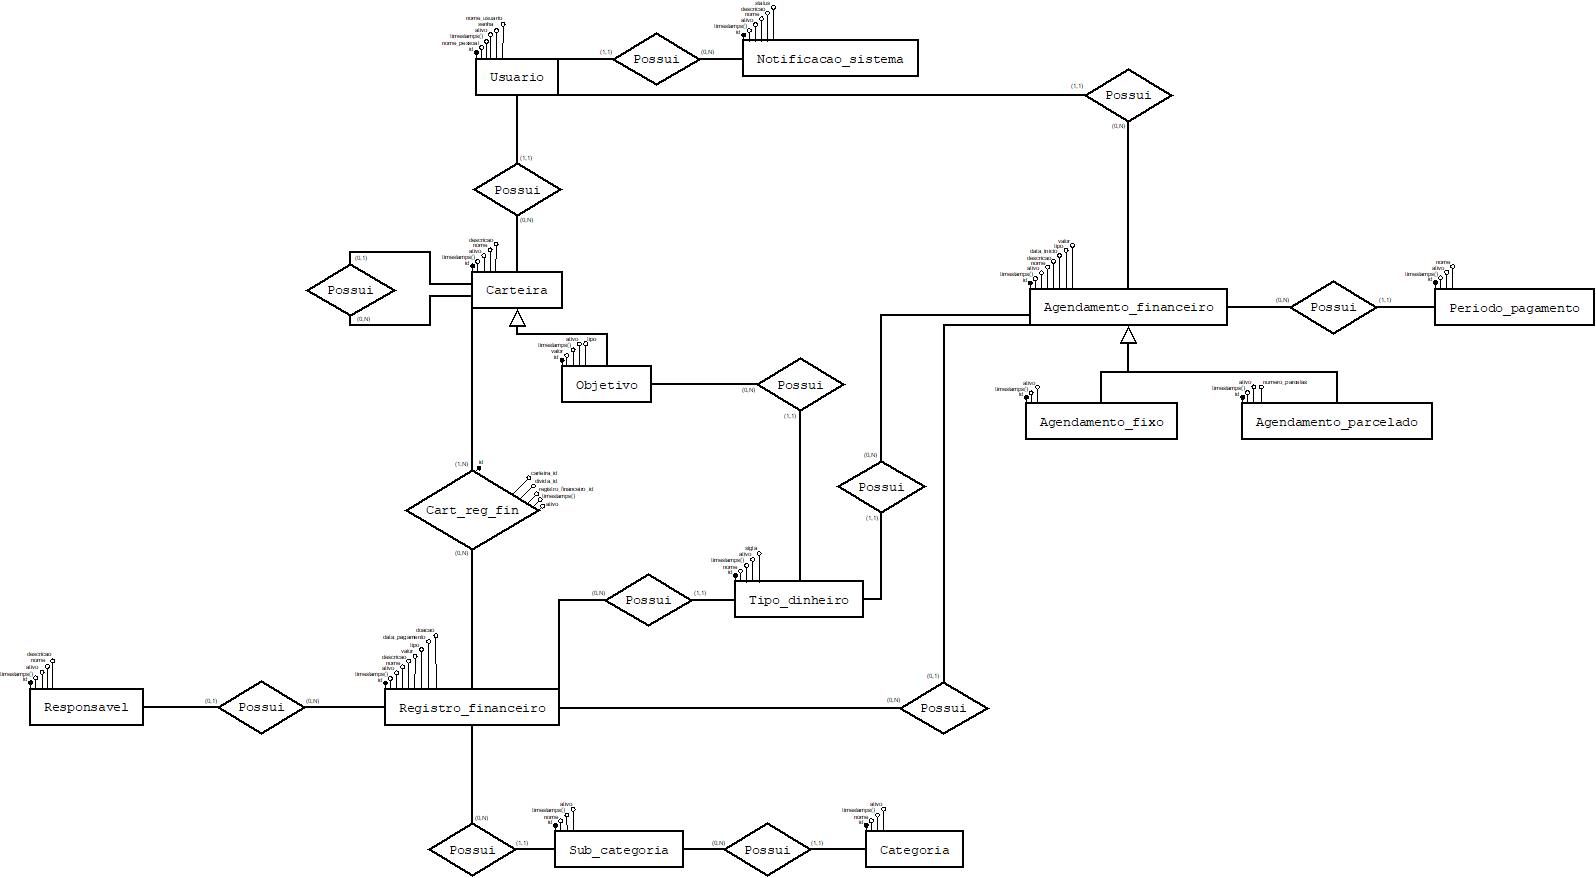 status
descricao
nome
ativo
timestamps()
id
nome_usuario
senha
ativo
timestamps()
nome_pessoal
id
(1,1)
Possui
(0,N)
Notificacao_sistema
Usuario
(1,1)
Possui
(0,N)
(1,1)
Possui
(0,N)
descricao
nome
ativo
timestamps()
id
(0,1)
Possui
(0,N)
Carteira
valor
tipo
data_inicio
descricao
nome
ativo
timestamps()
id
Agendamento_financeiro
(0,N)
Possui
(1,1)
nome
ativo
timestamps()
id
Periodo_pagamento
ativo
tipo
timestamps()
valor
id
Objetivo
(0,N)
Possui
(1,1)
ativo
timestamps()
id
Agendamento_fixo
ativo
numero_parcelas
timestamps()
id
Agendamento_parcelado
(1,N)
id
carteira_id
divida_id
registro_financeiro_id
timestamps()
ativo
Cart_reg_fin
(0,N)
(0,N)
Possui
(1,1)
sigla
ativo
timestamps()
nome
id
(0,N)
Possui
(1,1)
Tipo_dinheiro
descricao
nome
ativo
timestamps()
id
Responsavel
(0,1)
Possui
(0,N)
doacao
data_pagamento
tipo
valor
descricao
nome
ativo
timestamps()
id
Registro_financeiro
(0,N)
(0,1)
Possui
(0,N)
Possui
(1,1)
ativo
timestamps()
nome
id
Sub_categoria
(0,N)
Possui
(1,1)
ativo
timestamps()
nome
id
Categoria